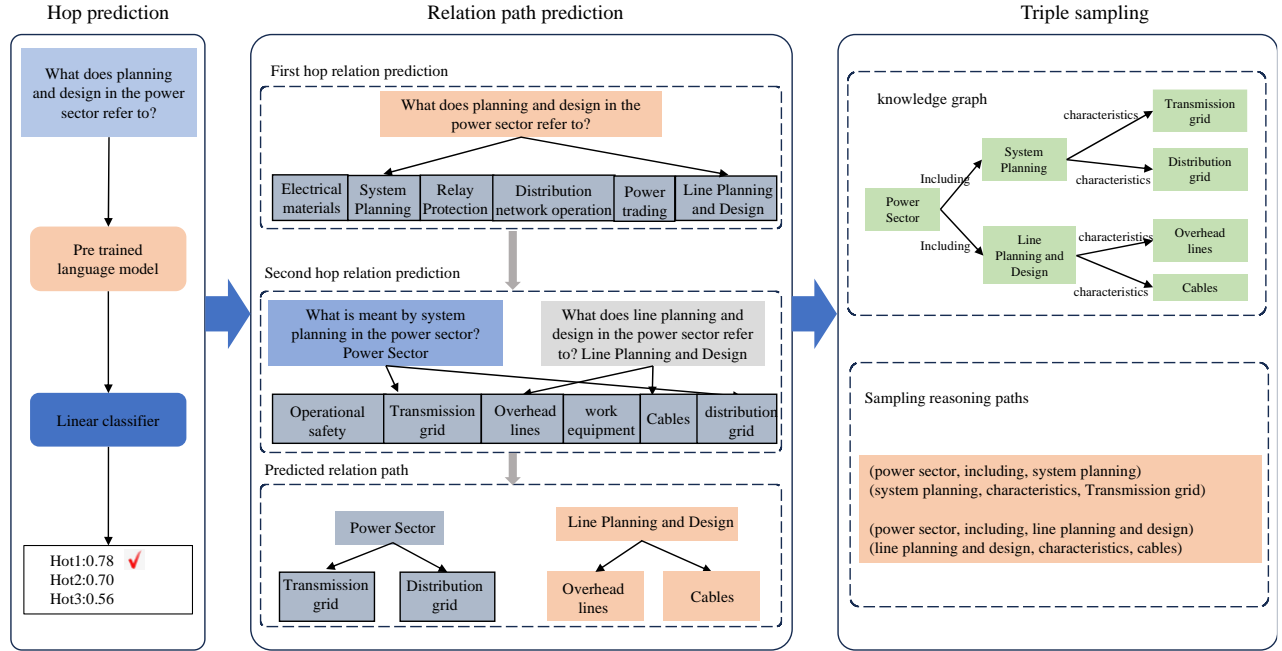 Hop prediction
What does planning
and design in the power
sector refer to?
Pre trained
language model
Linear classifier
Hot1:0.78
Hot2:0.70
Hot3:0.56
Relation path prediction
First hop relation prediction
What does planning and design in the
power sector refer to?
Electrical
materials
System
Planning
Relay
Protection
Distribution
network operation
Power
trading
Line Planning
and Design
Second hop relation prediction
What is meant by system
planning in the power sector?
Power Sector
What does line planning and
design in the power sector refer
to? Line Planning and Design
Operational
safety
Transmission
grid
Overhead
lines
work
equipment
Cables
distribution
grid
Predicted relation path
Power Sector
Transmission
grid
Distribution
grid
Line Planning and Design
Overhead
lines
Cables
Triple sampling
knowledge graph
Power
Sector
Including
Including
System
Planning
Line
Planning and
Design
characteristics
characteristics
characteristics
characteristics
Transmission
grid
Distribution
grid
Overhead
lines
Cables
Sampling reasoning paths
(power sector, including, system planning)
(system planning, characteristics, Transmission grid)
(power sector, including, line planning and design)
(line planning and design, characteristics, cables)